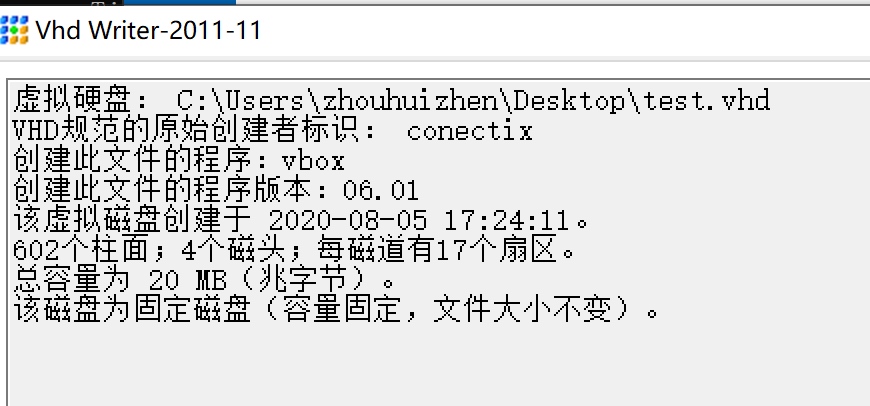 Vhd Writer-2011-11
虚拟硬盘： C:\Users\zhouhuizhen\Desktop\test.vhd
VHD规范的原始创建者标识： conectix
创建此文件的程序：vbox
创建此文件的程序版本：06.01
该虚拟磁盘创建于 2020-08-05 17:24:11。
602个柱面；4个磁头；每磁道有17个扇区。
总容量为 20 MB（兆字节）。
该磁盘为固定磁盘（容量固定，文件大小不变）。